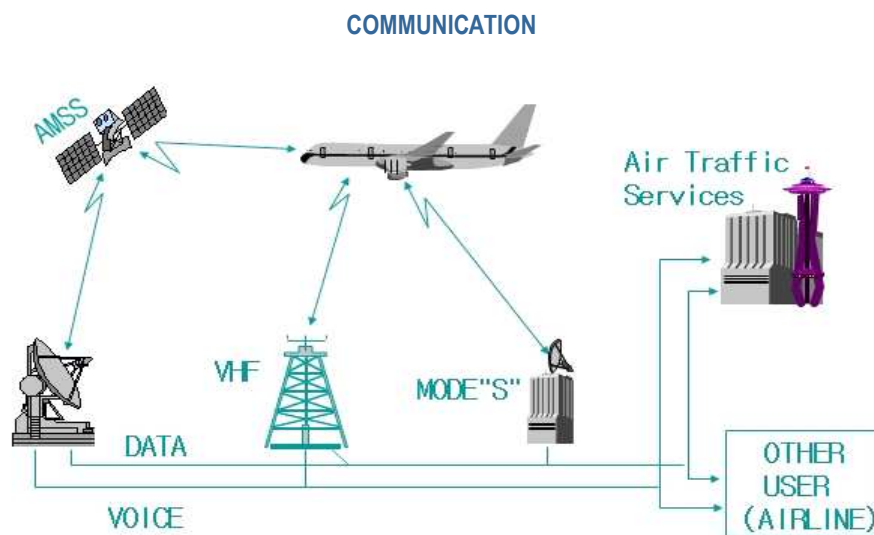 COMMUNICATION
AMSS
Air Traffic
Services
VHF
MODE"S"
DATA
VOICE
OTHER
USER
(AIRLINE)